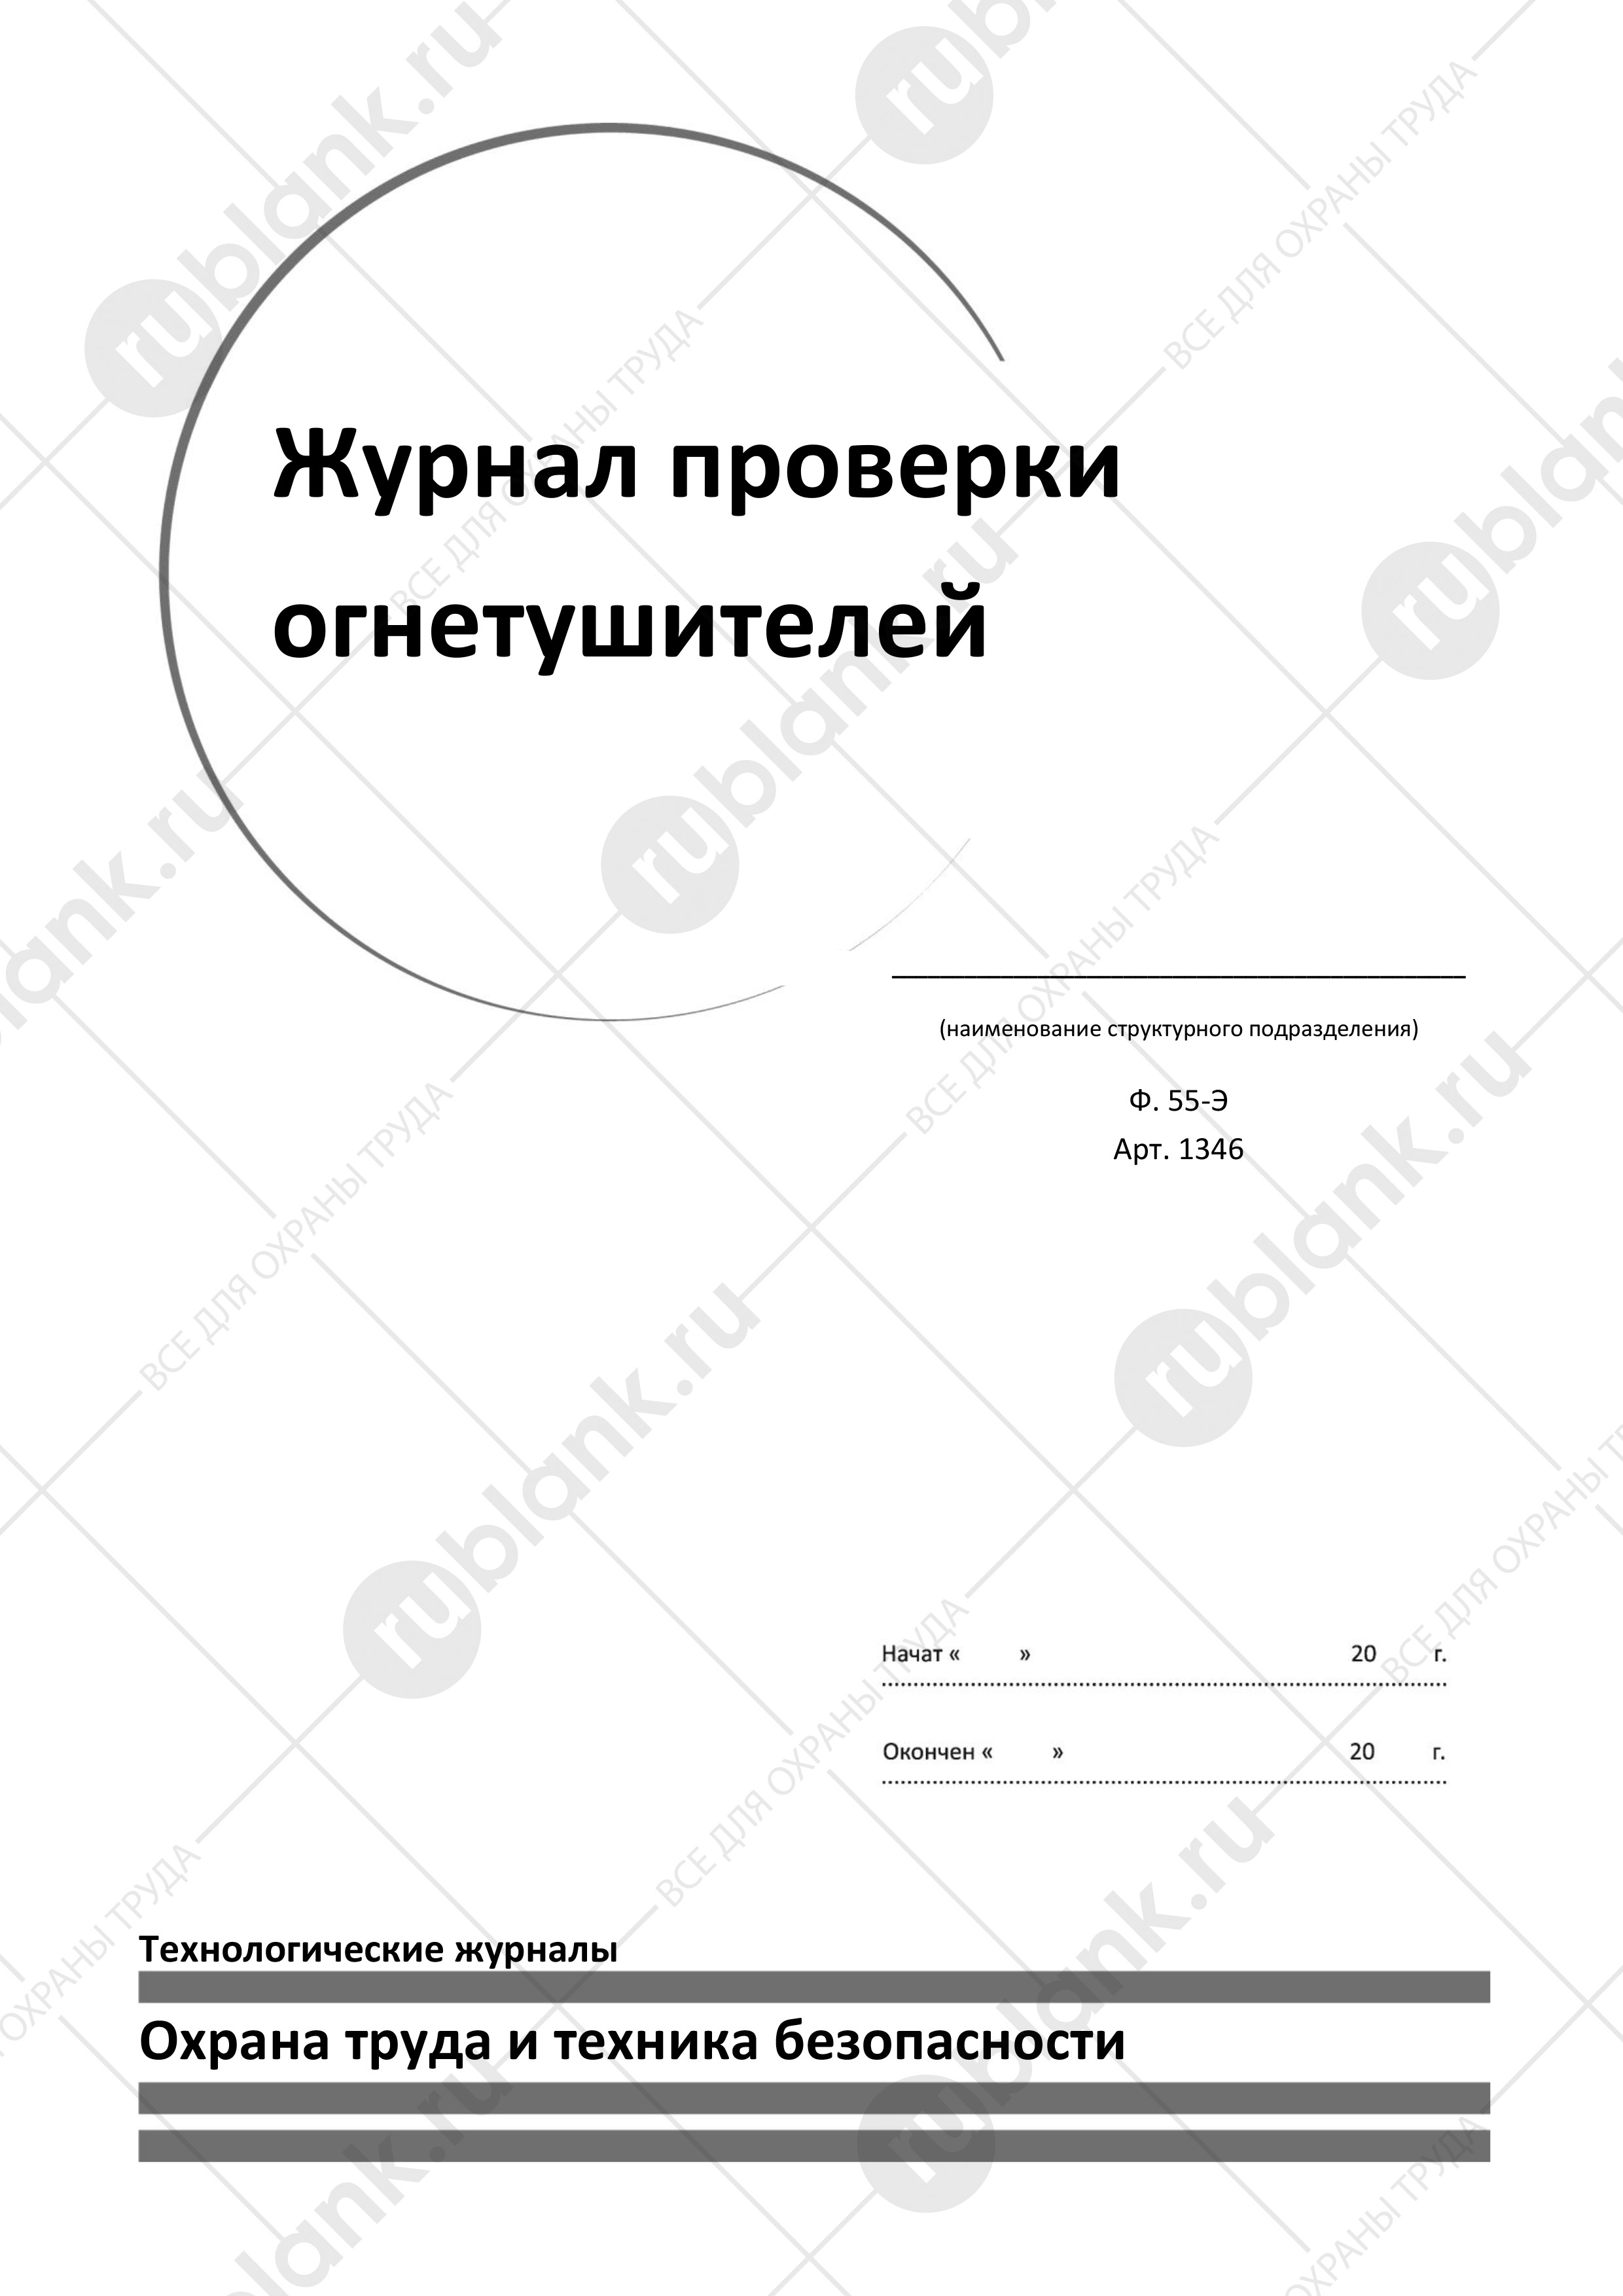 Журнал проверки
огнетушителей
(наименование структурного подразделения)
Ф. 55-Э
Арт. 1346
Начат « » 20 г.
Окончен « » 20 г.
Технологические журналы
Охрана труда и техника безопасности
rublank.ru
ВСЕ ДЛЯ ОХРАНЫ ТРУДА